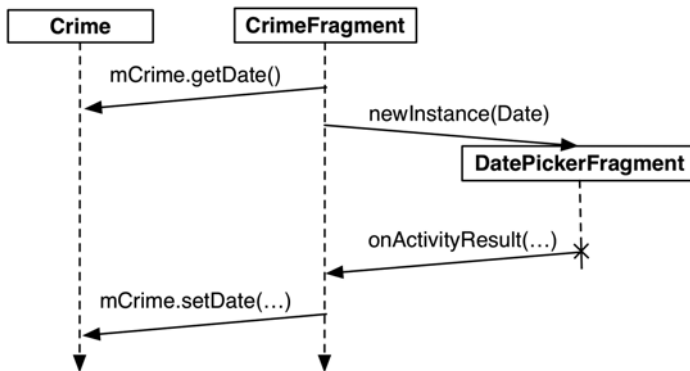 Crime
CrimeFragment
mCrime.getDate()
newInstance(Date)
DatePickerFragment
onActivityResult(…)
mCrime.setDate(…)